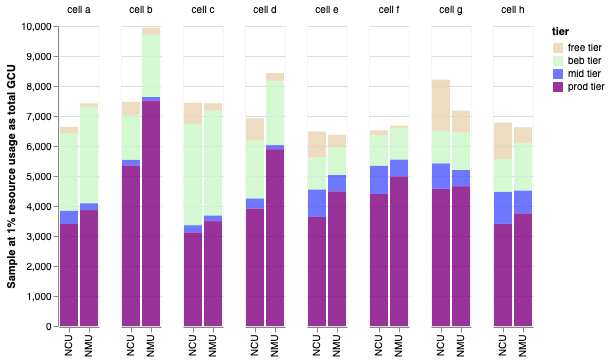 cell a cell b cell c cell d cell e cell f cell g cell h
tier
free tier
beb tier
mid tier
prod tier
Sample at 1% resource usage as total GCU
10,000
9,000
8,000
7,000
6,000
5,000
4,000
3,000
2,000
1,000
0
NCU NMU NCU NMU NCU NMU NCU NMU NCU NMU NCU NMU NCU NMU NCU NMU